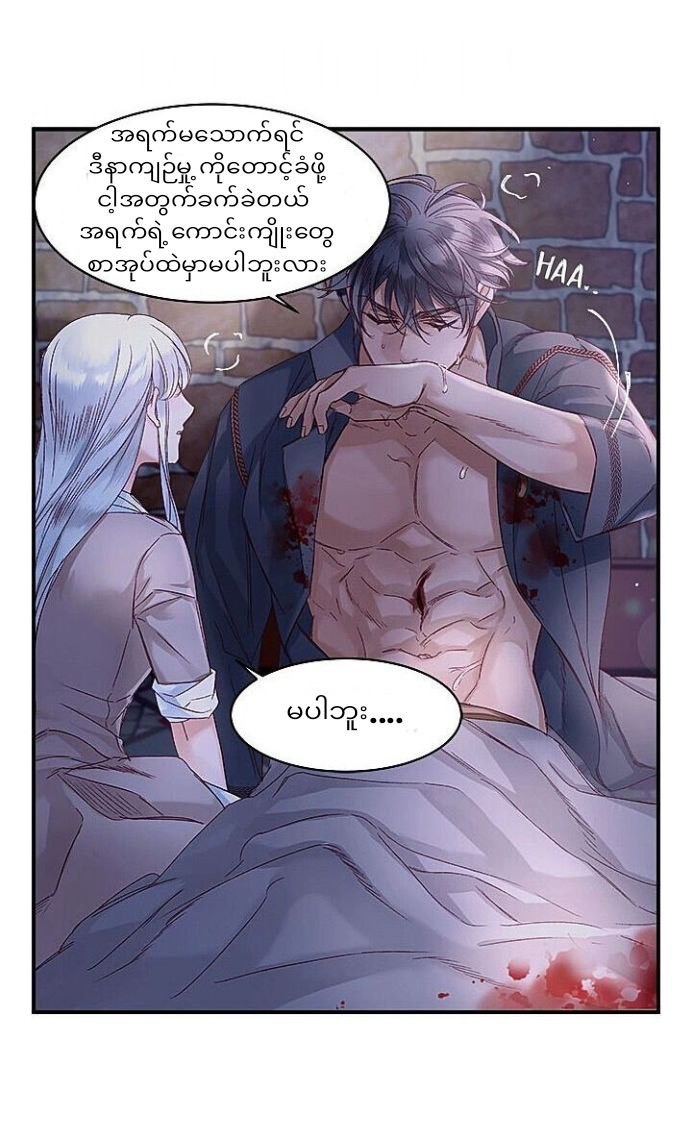 အရက်မသောက်ရင်
ဒီနာကျဉ်မှု့ ကိုတောင့်ခံဖို့
ငါ့အတွက်ခက်ခဲတယ်
အရက်ရဲ့ ကောင်းကျိုးတွေ
စာအုပ်ထဲမှာမပါဘူးလား
HAA..
မပါဘူး....